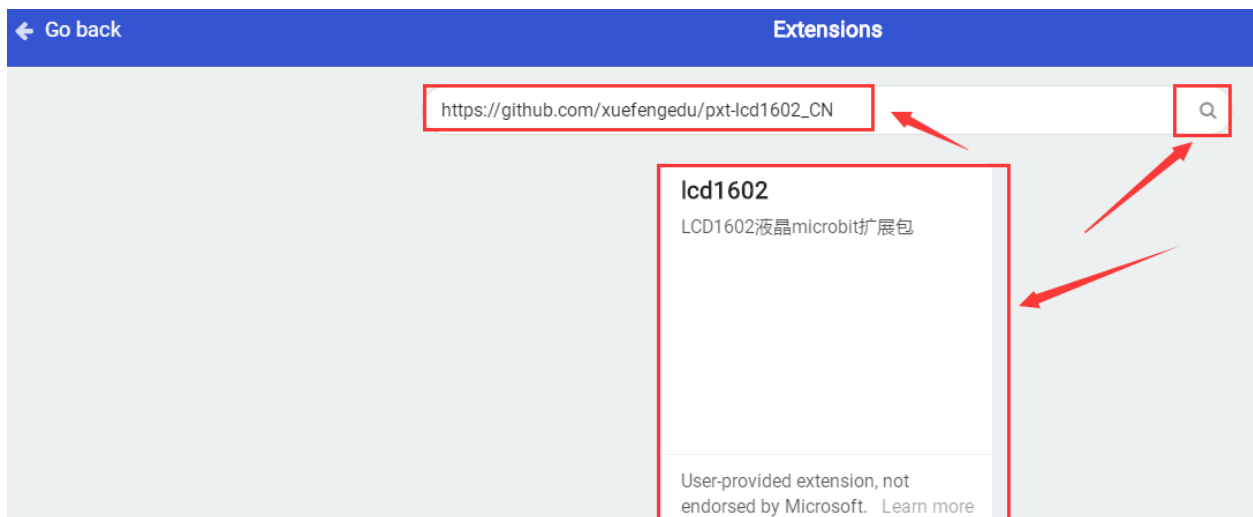 Go back
Extensions
https://github.com/xuefengedu/pxt-lcd1602_CN
lcd1602
LCD1602液晶microbit扩展包
User-provided extension, not
endorsed by Microsoft. Learn more